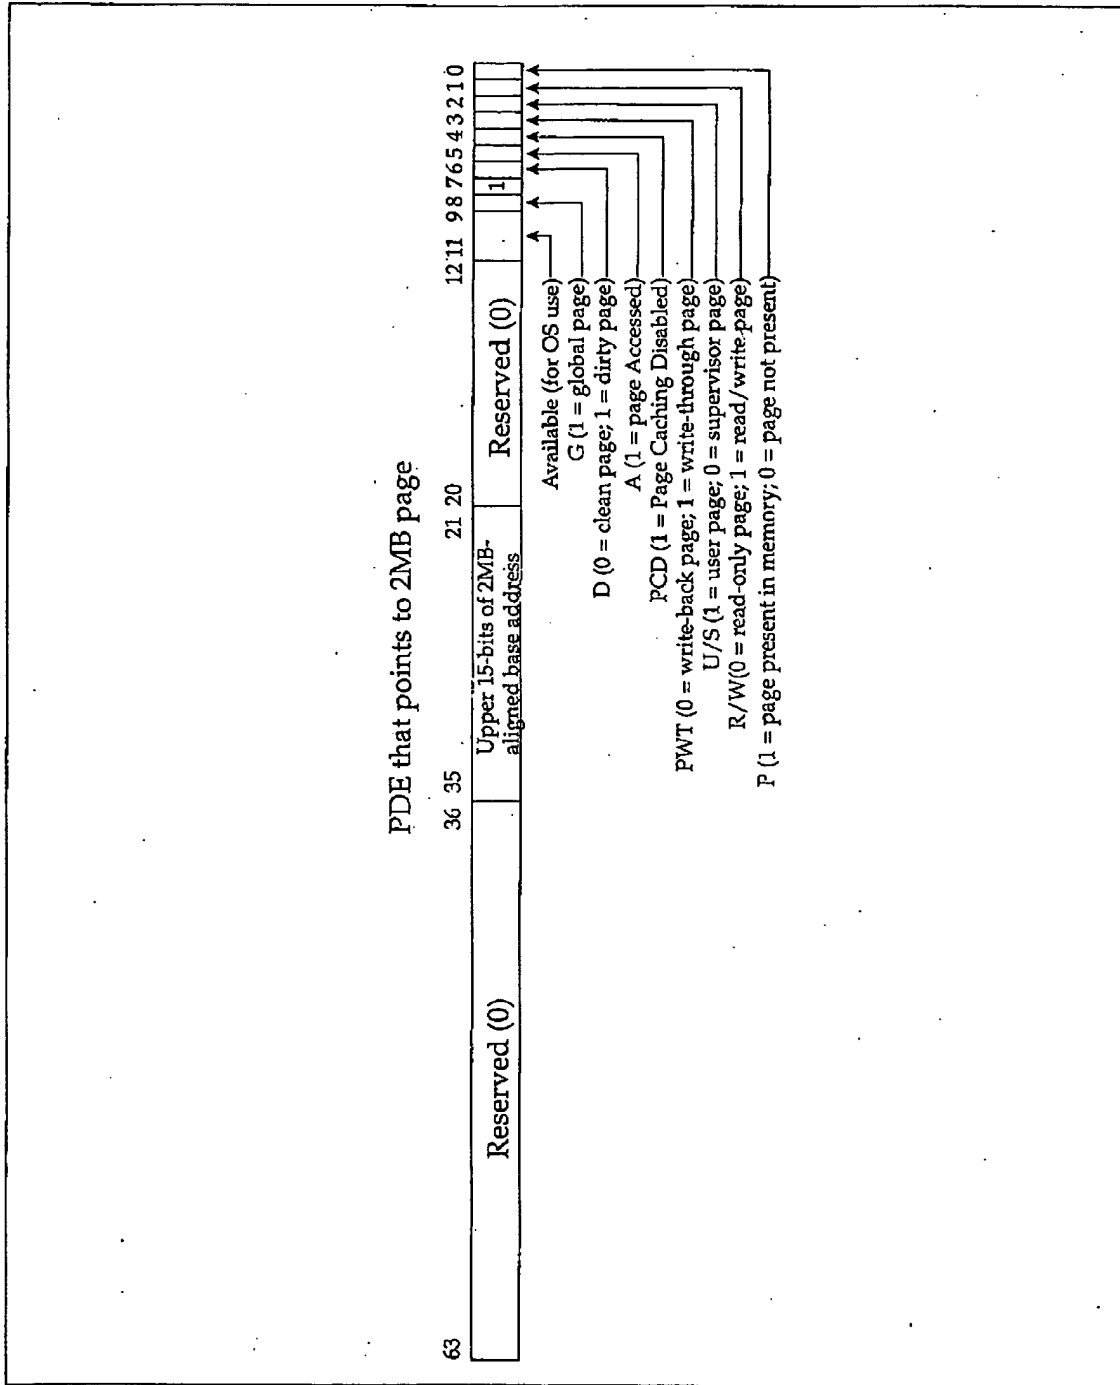 PDE that points to 2MB page
63 36 35 21 20 12 11 9 8 7 6 5 4 3 2 1 0
Reserved (0)
Upper 15-bits of 2MB-
aligned base address
Reserved (0)
1
Available (for OS use)
G (1 = global page)
D (0 = clean page; 1 = dirty page)
A (1 = page Accessed)
PCD (1 = Page Caching Disabled)
PWT (0 = write-back page; 1 = write-through page)
U/S (1 = user page; 0 = supervisor page)
R/W(0 = read-only page; 1 = read/write page)
P (1 = page present in memory; 0 = page not present)